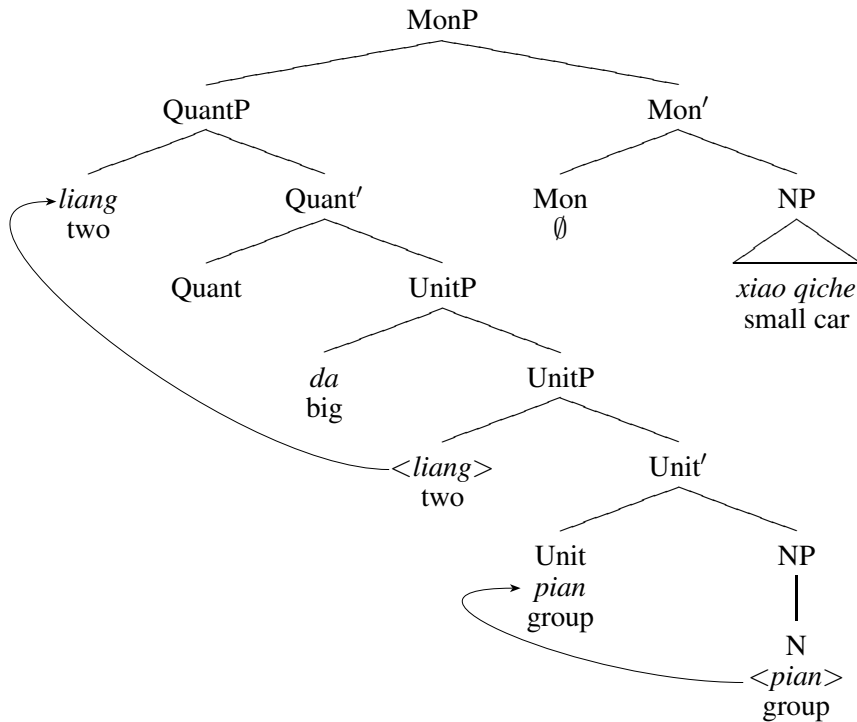 MonP
QuantP Mon′
liang Quant′ Mon NP
two ∅
Quant UnitP xiao qiche
small car
da UnitP
big
<liang> Unit′
two
Unit NP
pian
group N
<pian>
group